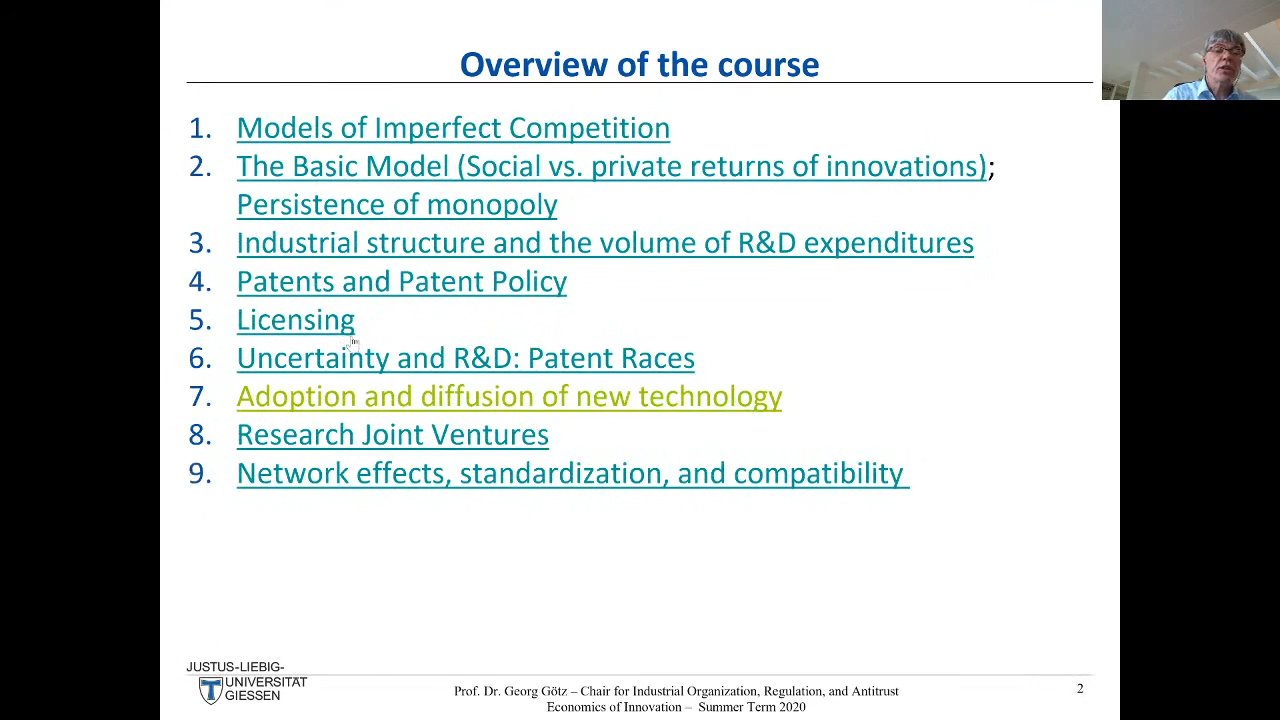 Overview of the course
1. Models of Imperfect Competition
2. The Basic Model (Social vs. private returns of innovations);
Persistence of monopoly
3. Industrial structure and the volume of R&D expenditures
4. Patents and Patent Policy
5. Licensing
6. Uncertainty and R&D: Patent Races
7. Adoption and diffusion of new technology
8. Research Joint Ventures
9. Network effects, standardization, and compatibility
JUSTUS-LIEBIG-
UNIVERSITÄT
GIESSEN
Prof. Dr. Georg Götz – Chair for Industrial Organization, Regulation, and Antitrust
Economics of Innovation – Summer Term 2020
2